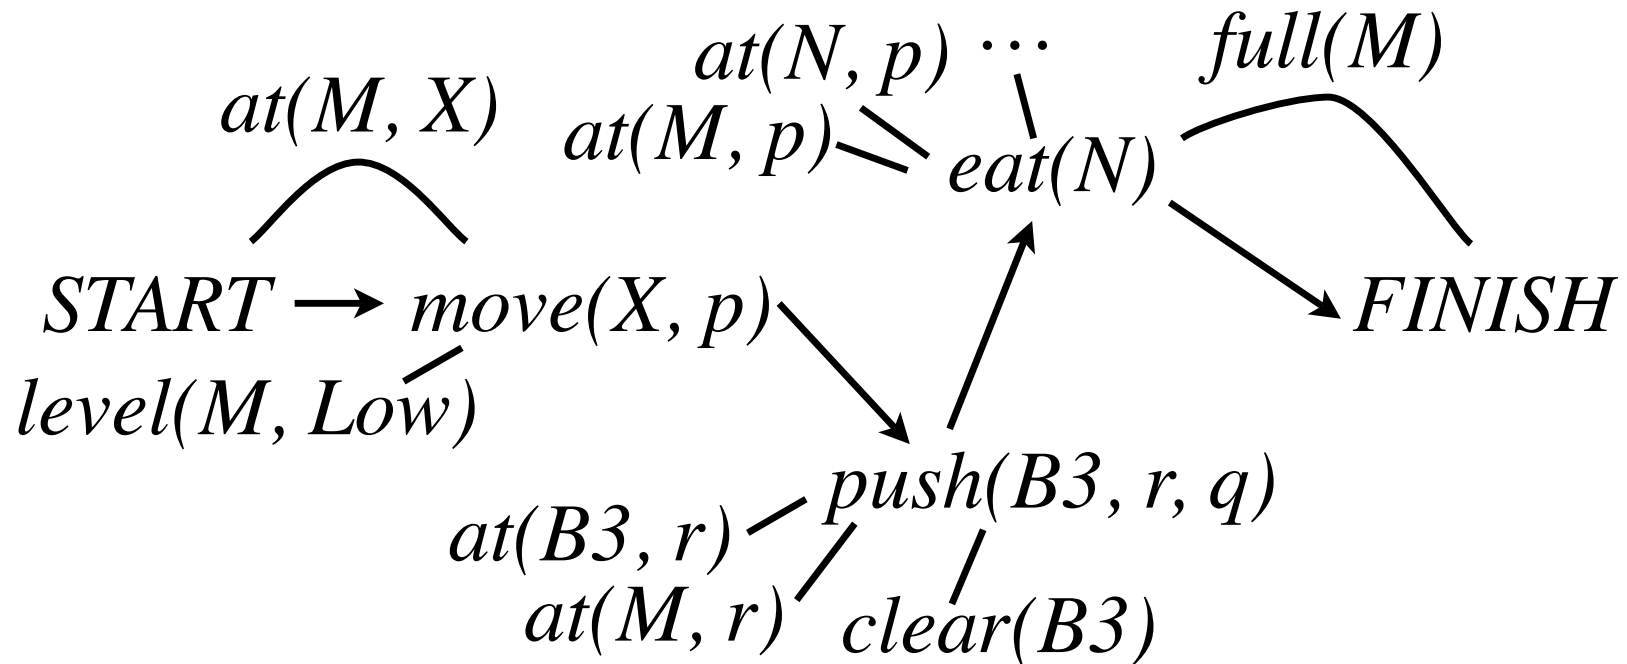 at(N, p) ...
full(M)
at(M, X)
at(M, p)
eat(N)
START
move(X, p)
FINISH
level(M, Low)
push(B3, r, q)
at(B3, r)
at(M, r)
clear(B3)